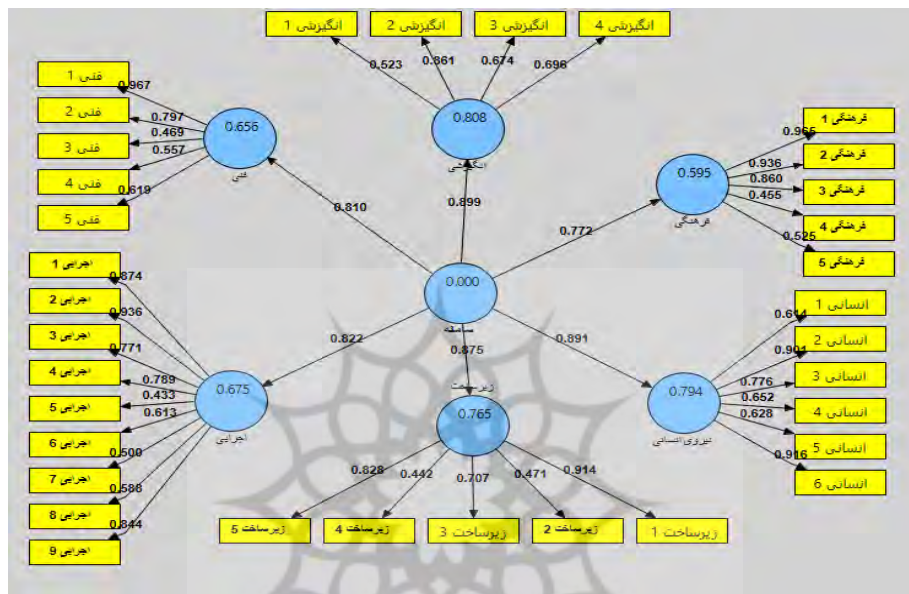 انگیزشی 1
انگیزشی 2
انگیزشی 3
انگیزشی 4
0.523
0.861
0.674
0.696
0.808
انگیزشی
0.899
فنی 1
فنی 2
فنی 3
فنی 4
فنی 5
0.967
0.797
0.469
0.557
0.619
0.656
فنی
0.810
فرهنگی 1
فرهنگی 2
فرهنگی 3
فرهنگی 4
فرهنگی 5
0.965
0.936
0.860
0.455
0.525
0.595
فرهنگی
0.772
0.000
اجرایی 1
اجرایی 2
اجرایی 3
اجرایی 4
اجرایی 5
اجرایی 6
اجرایی 7
اجرایی 8
اجرایی 9
0.874
0.936
0.771
0.789
0.433
0.613
0.500
0.588
0.844
0.675
اجرایی
0.822
0.875
زیرساخت
0.765
0.828
0.442
0.707
0.471
0.914
زیرساخت 5
زیرساخت 4
زیرساخت 3
زیرساخت 2
زیرساخت 1
0.891
0.794
نیروی انسانی
0.614
0.901
0.776
0.652
0.628
0.916
انسانی 1
انسانی 2
انسانی 3
انسانی 4
انسانی 5
انسانی 6